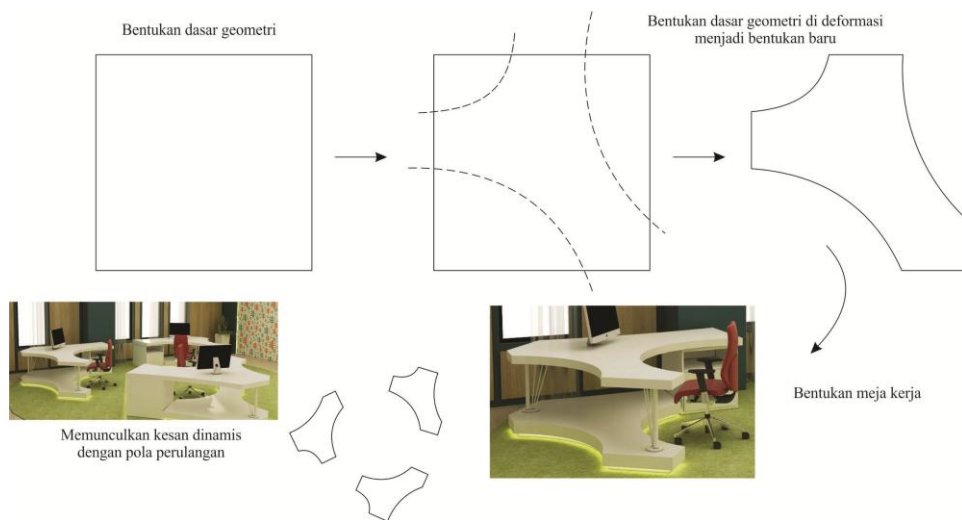 Bentukan dasar geometri
Bentukan dasar geometri di deformasi
menjadi bentukan baru
Bentukan meja kerja
Memunculkan kesan dinamis
dengan pola perulangan